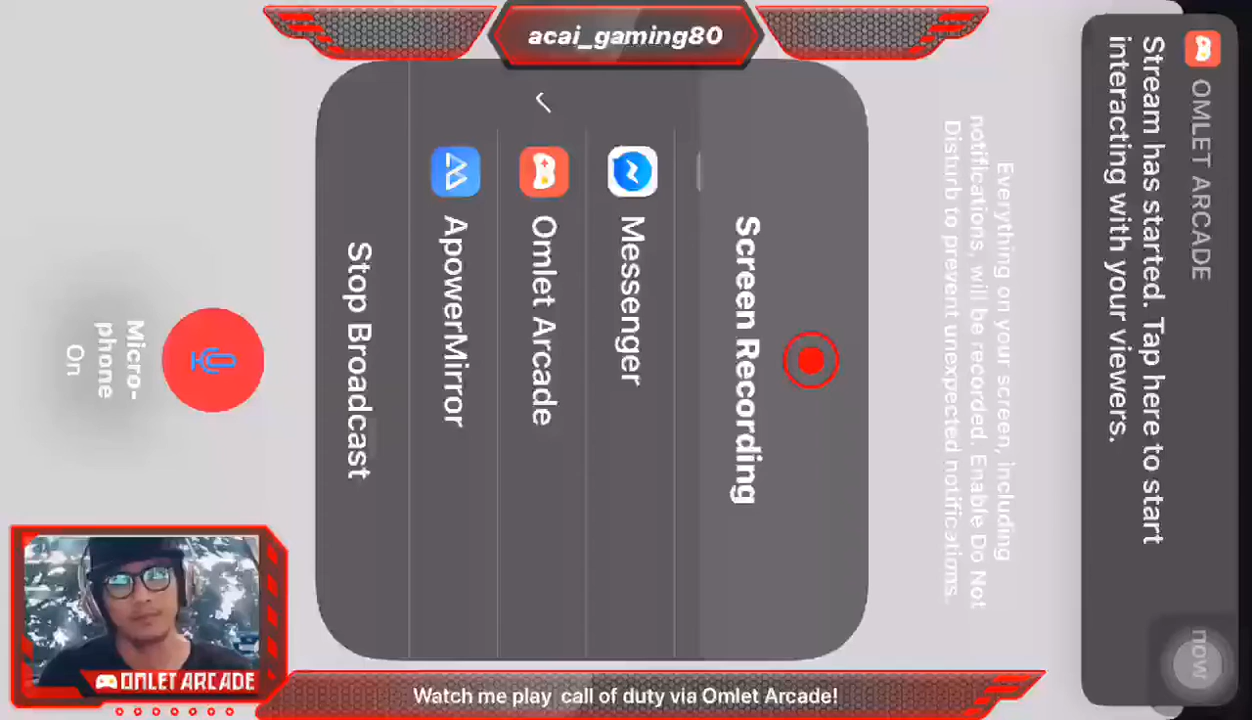 acai_gaming80
OMLET ARCADE
now
Stream has started. Tap here to start
interacting with your viewers.
Everything on your screen, including
notifications, will be recorded. Enable Do Not
Disturb to prevent unexpected notifications.
Screen Recording
Messenger
Omlet Arcade
ApowerMirror
Stop Broadcast
Micro-
phone
On
OMLET ARCADE
Watch me play call of duty via Omlet Arcade!